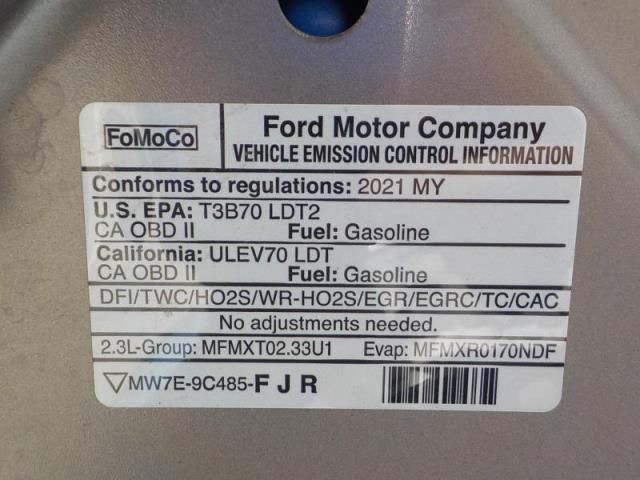 FoMoCo
Ford Motor Company
VEHICLE EMISSION CONTROL INFORMATION
Conforms to regulations: 2021 MY
U.S. EPA: T3B70 LDT2
CA OBD II Fuel: Gasoline
California: ULEV70 LDT
CA OBD II Fuel: Gasoline
DFI/TWC/HO2S/WR-HO2S/EGR/EGRC/TC/CAC
No adjustments needed.
2.3L-Group: MFMXT02.33U1 Evap: MFMXR0170NDF
▽MW7E-9C485-F J R